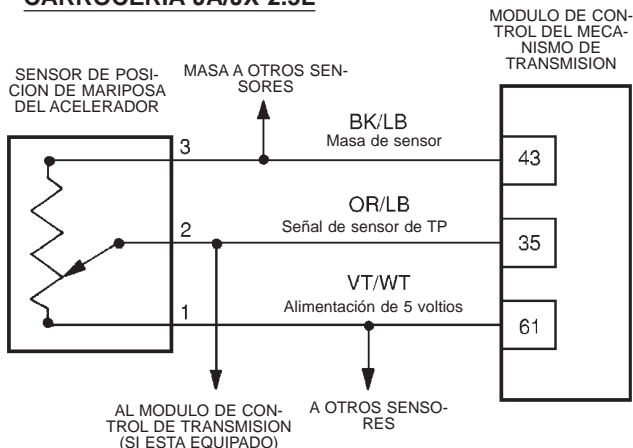 CARROCERIA JA/JX 2.5L
MODULO DE CON-
TROL DEL MECA-
NISMO DE
TRANSMISION
SENSOR DE POSI-
CION DE MARIPOSA
DEL ACELERADOR
MASA A OTROS SEN-
SORES
3
BK/LB
Masa de sensor
43
2
OR/LB
Señal de sensor de TP
35
1
VT/WT
Alimentación de 5 voltios
61
AL MODULO DE CON-
TROL DE TRANSMISION
(SI ESTA EQUIPADO)
A OTROS SENSO-
RES